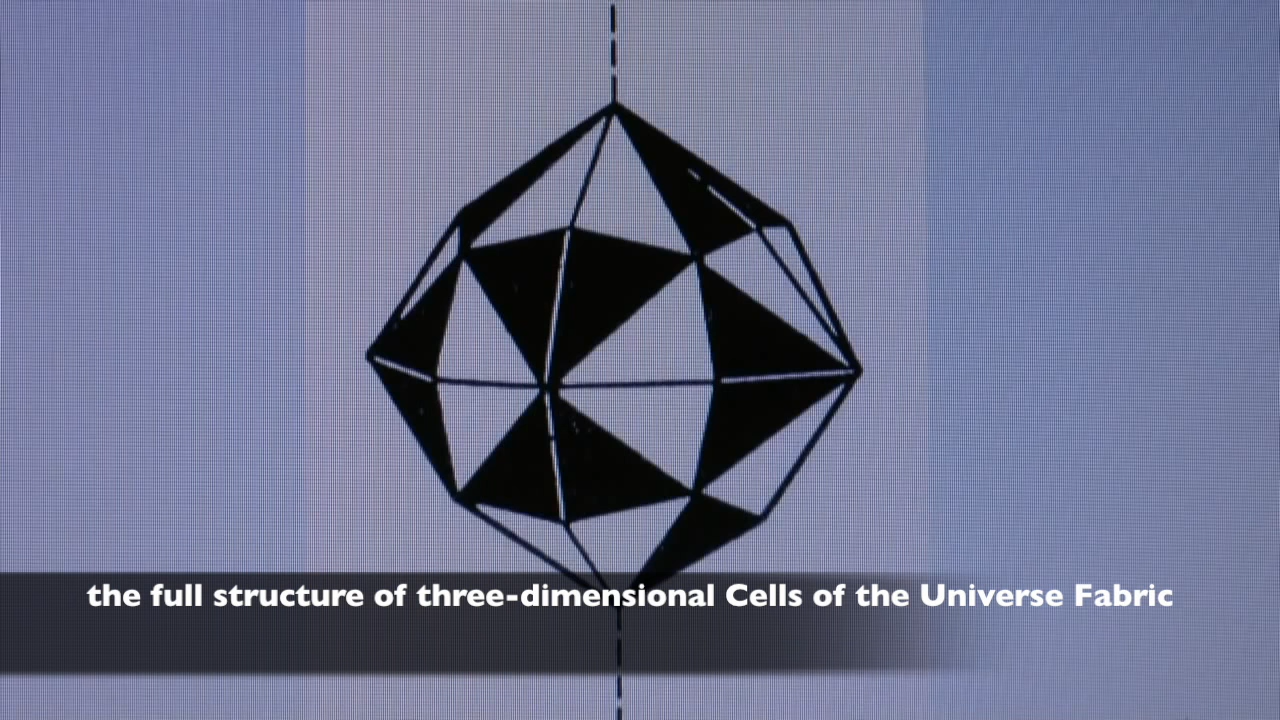 the full structure of three-dimensional Cells of the Universe Fabric